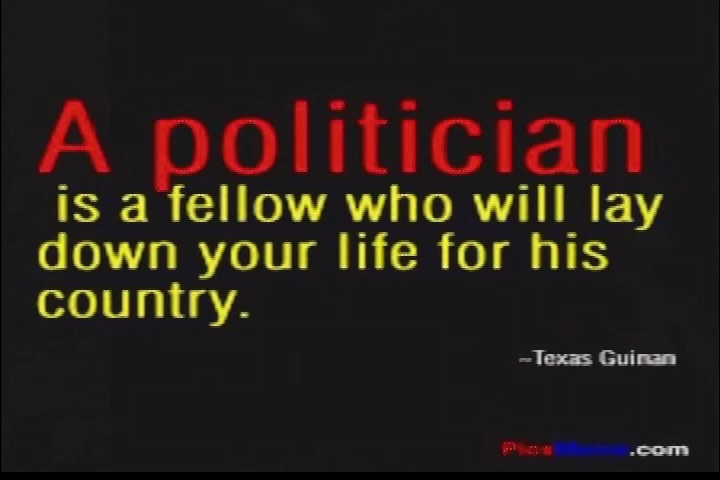 A politician
is a fellow who will lay
down your life for his
country.
~Texas Guinan
.com